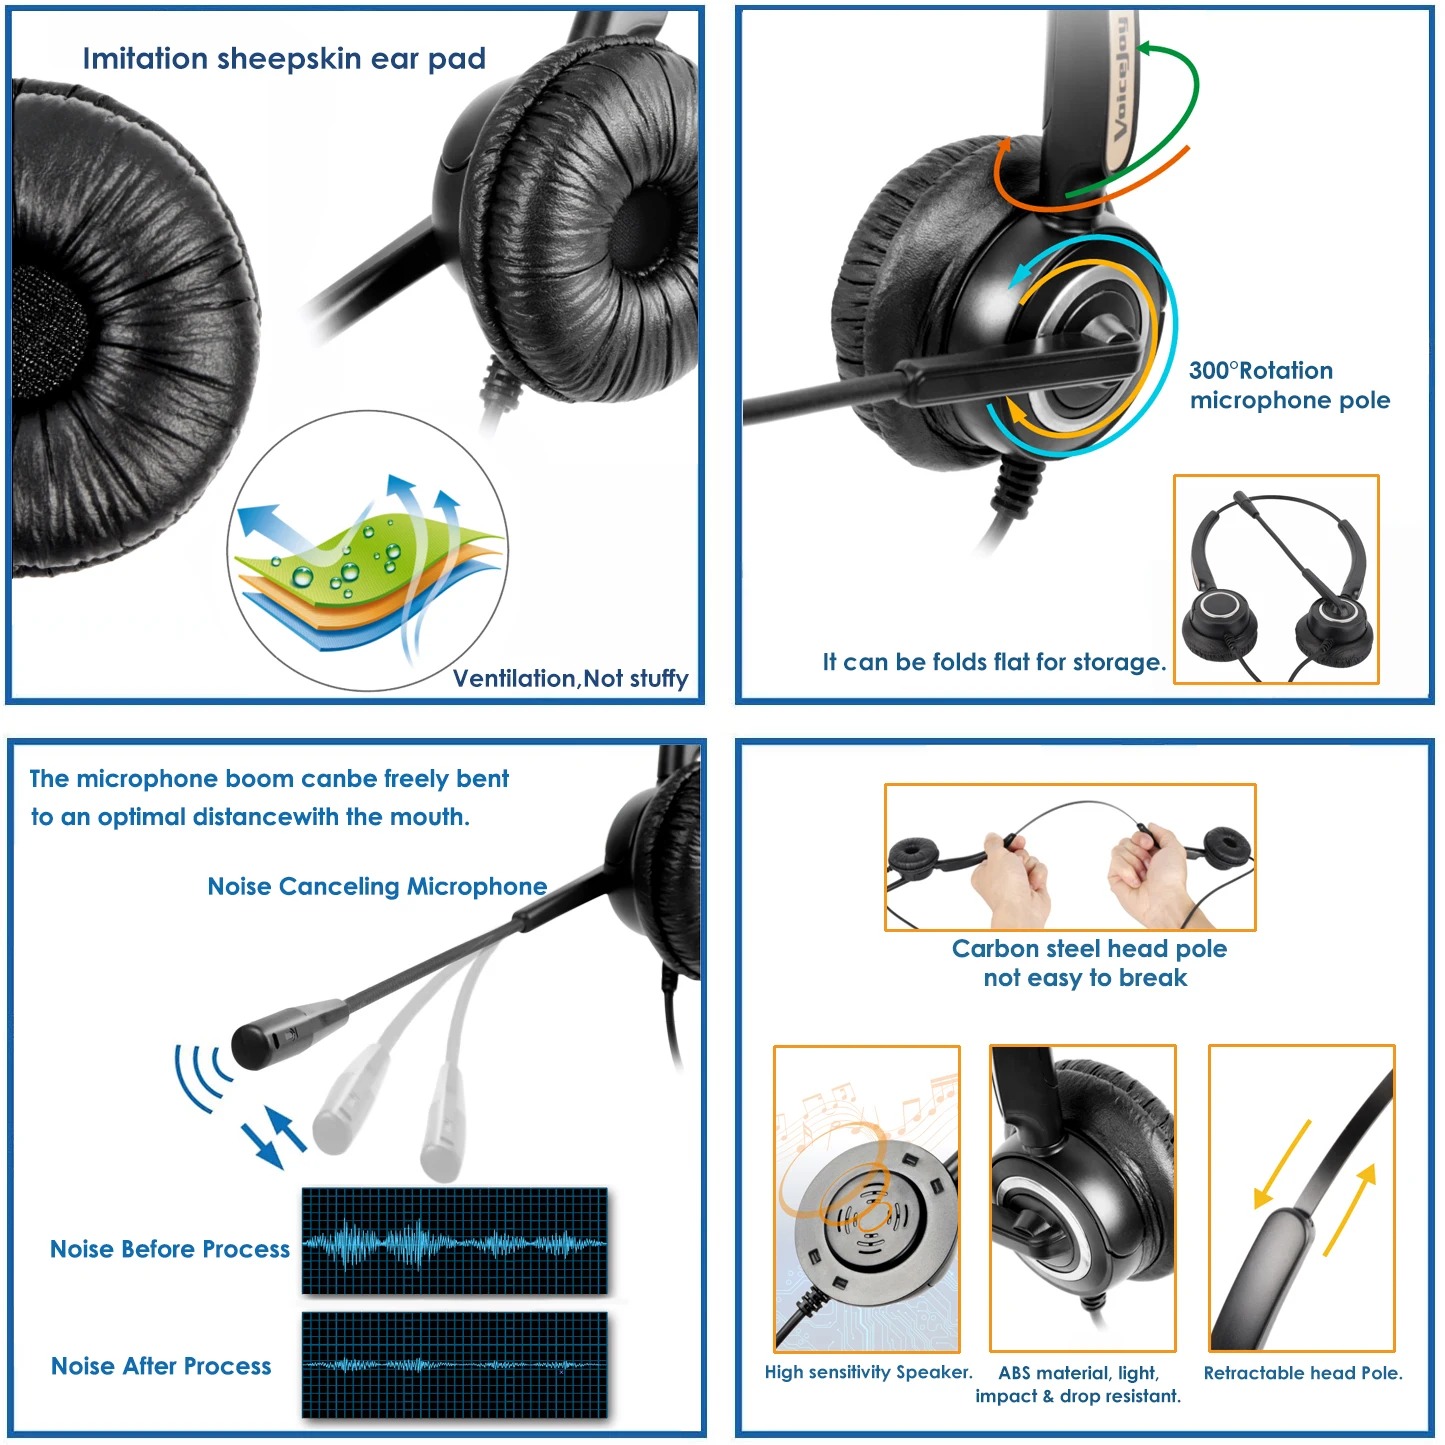 Imitation sheepskin ear pad
Ventilation,Not stuffy
VoiceJoy
300°Rotation
microphone pole
It can be folds flat for storage.
The microphone boom canbe freely bent
to an optimal distancewith the mouth.
Noise Canceling Microphone
Noise Before Process
Noise After Process
Carbon steel head pole
not easy to break
High sensitivity Speaker.
ABS material, light,
impact & drop resistant.
Retractable head Pole.